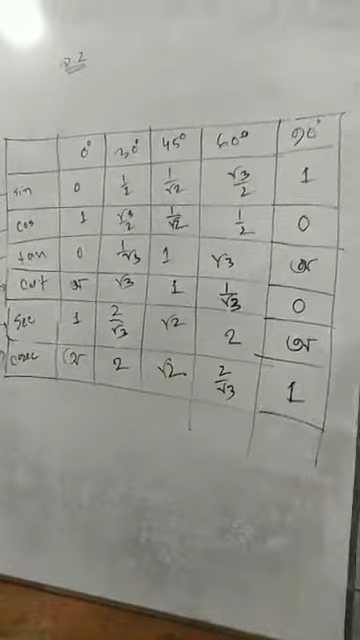 0° 30° 45° 60° 90°
sin 0 1/2 1/√2 √3/2 1
cos 1 √3/2 1/√2 1/2 0
tan 0 1/√3 1 √3 অ
cot অ √3 1 1/√3 0
Sec 1 2/√3 √2 2 অ
cosec অ 2 √2 2/√3 1